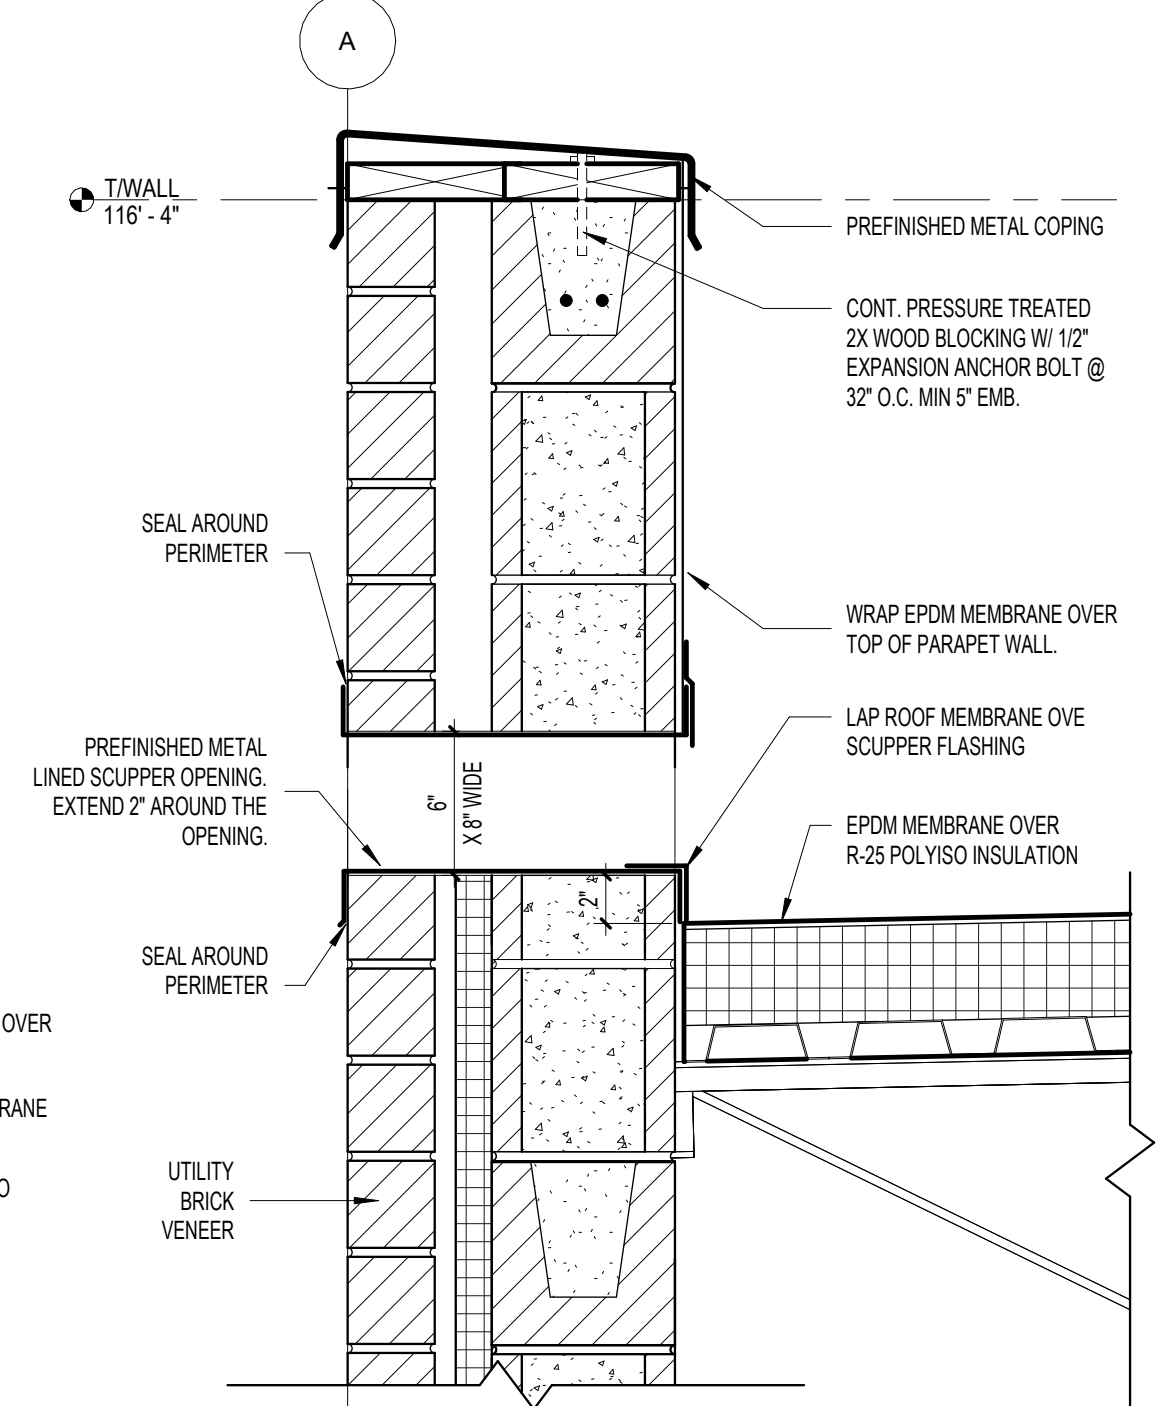 A
T/WALL
116' - 4"
PREFINISHED METAL COPING
CONT. PRESSURE TREATED
2X WOOD BLOCKING W/ 1/2"
EXPANSION ANCHOR BOLT @
32" O.C. MIN 5" EMB.
SEAL AROUND
PERIMETER
WRAP EPDM MEMBRANE OVER
TOP OF PARAPET WALL.
LAP ROOF MEMBRANE OVE
SCUPPER FLASHING
PREFINISHED METAL
LINED SCUPPER OPENING.
EXTEND 2" AROUND THE
OPENING.
6"
X 8" WIDE
EPDM MEMBRANE OVER
R-25 POLYISO INSULATION
2"
SEAL AROUND
PERIMETER
OVER
RANE
O
UTILITY
BRICK
VENEER